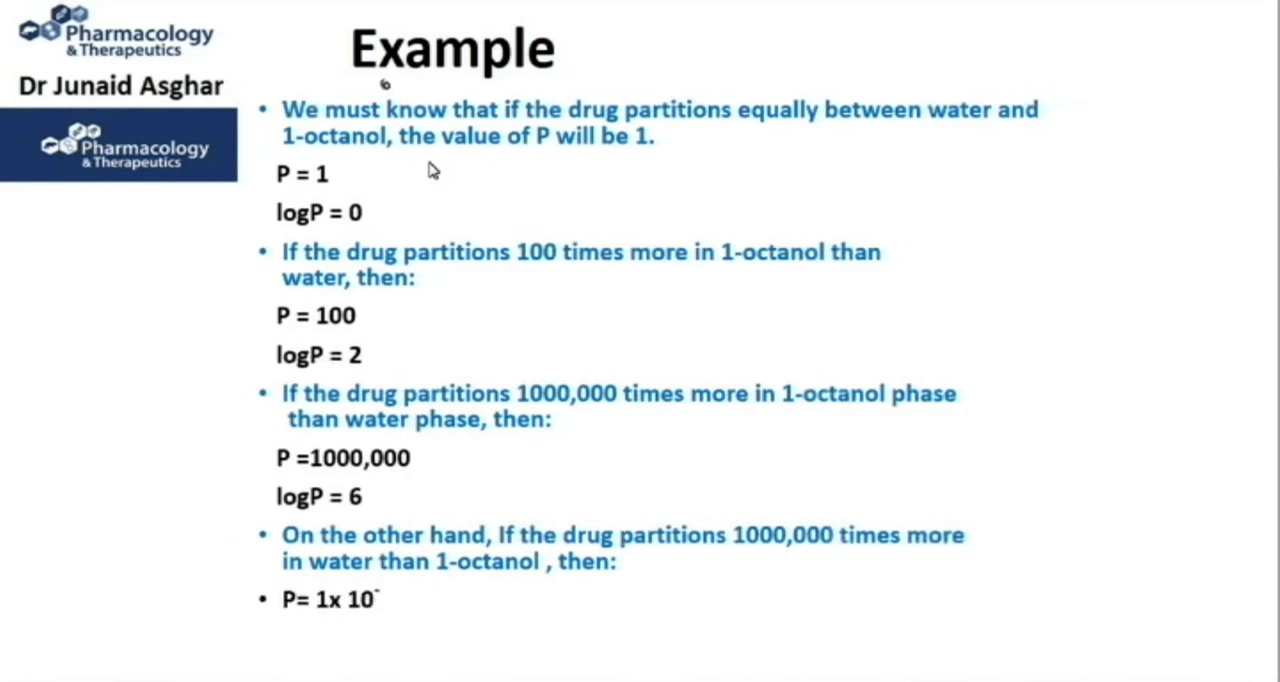 Pharmacology
& Therapeutics
Dr Junaid Asghar
Pharmacology
& Therapeutics
Example
6
• We must know that if the drug partitions equally between water and
1-octanol, the value of P will be 1.
P = 1
logP = 0
• If the drug partitions 100 times more in 1-octanol than
water, then:
P = 100
logP = 2
• If the drug partitions 1000,000 times more in 1-octanol phase
than water phase, then:
P =1000,000
logP = 6
• On the other hand, If the drug partitions 1000,000 times more
in water than 1-octanol , then:
• P= 1x 10-